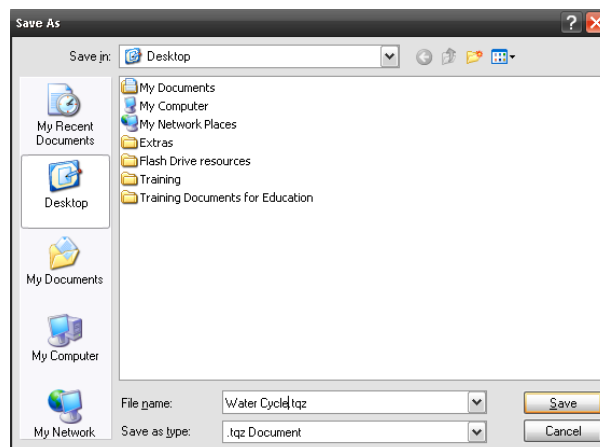 Save As
Save in: Desktop
My Recent
Documents
Desktop
My Documents
My Computer
My Network
My Documents
My Computer
My Network Places
Extras
Flash Drive resources
Training
Training Documents for Education
File name: Water Cycle.tqz Save
Save as type: .tqz Document Cancel